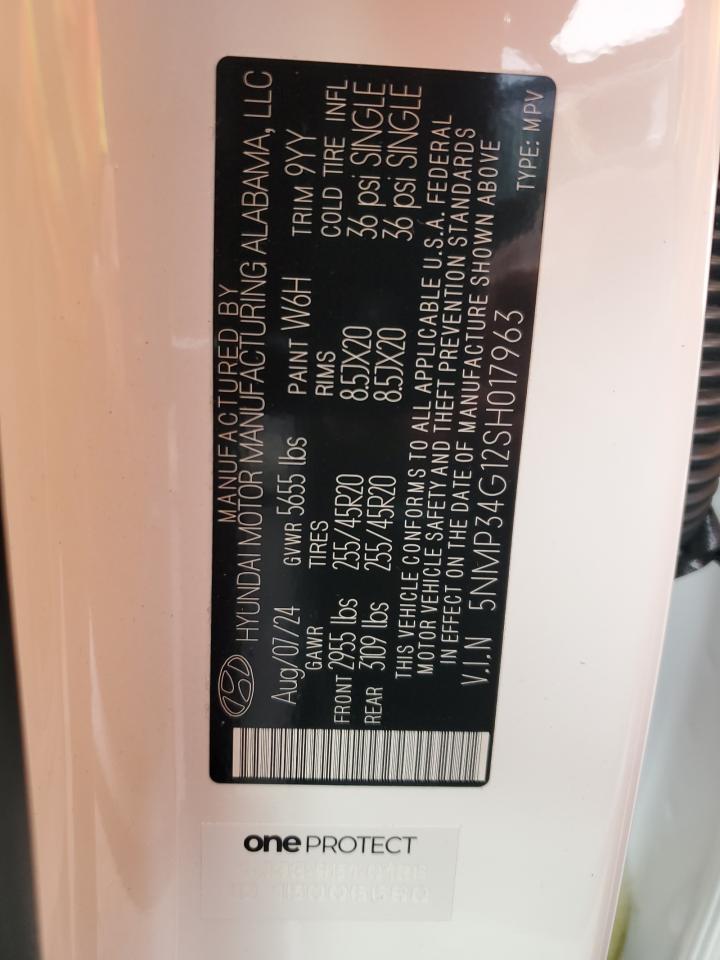 MANUFACTURED BY
HYUNDAI MOTOR MANUFACTURING ALABAMA, LLC
Aug/07/24 GVWR 5655 lbs PAINT W6H TRIM 9YY
GAWR TIRES RIMS COLD TIRE INFL
FRONT 2955 lbs 255/45R20 8.5JX20 36 psi SINGLE
REAR 3109 lbs 255/45R20 8.5JX20 36 psi SINGLE
THIS VEHICLE CONFORMS TO ALL APPLICABLE U.S.A. FEDERAL
MOTOR VEHICLE SAFETY AND THEFT PREVENTION STANDARDS
IN EFFECT ON THE DATE OF MANUFACTURE SHOWN ABOVE
V.I.N 5NMP34G12SH017963
TYPE: MPV
one PROTECT